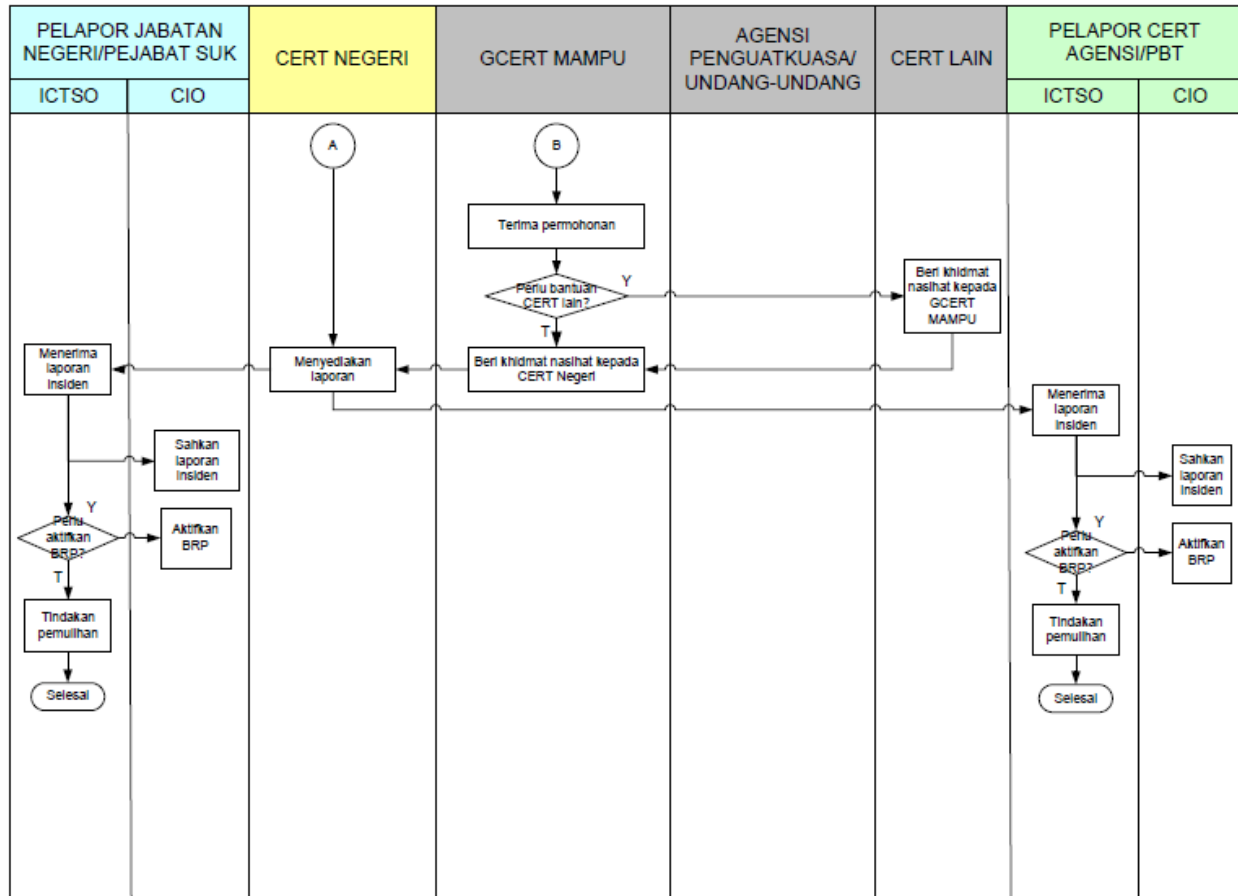 PELAPOR JABATAN
NEGERI/PEJABAT SUK
CERT NEGERI
GCERT MAMPU
AGENSI
PENGUATKUASA/
UNDANG-UNDANG
CERT LAIN
PELAPOR CERT
AGENSI/PBT
ICTSO
CIO
ICTSO
CIO
A
B
Terima permohonan
Perlu bantuan
CERT lain?
Y
T
Beri khidmat
nasihat kepada
GCERT
MAMPU
Menerima
laporan
insiden
Menyediakan
laporan
Beri khidmat nasihat kepada
CERT Negeri
Menerima
laporan
insiden
Sahkan
laporan
insiden
Sahkan
laporan
insiden
Y
Perlu
aktifkan
BRP?
T
Aktifkan
BRP
Y
Perlu
aktifkan
BRP?
T
Aktifkan
BRP
Tindakan
pemulihan
Tindakan
pemulihan
Selesai
Selesai